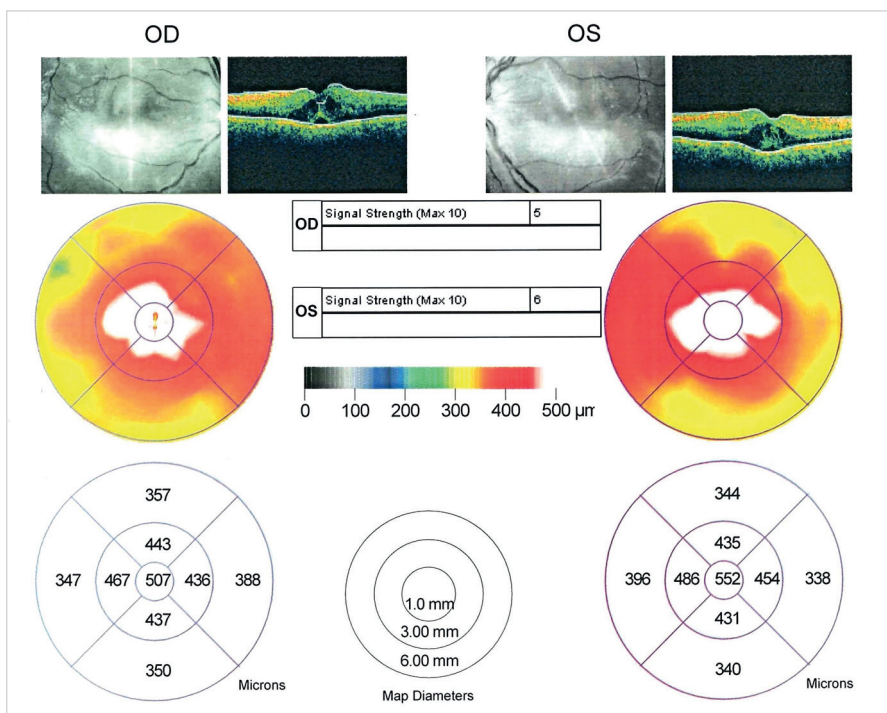 OD
OS
OD Signal Strength (Max 10) 5
OS Signal Strength (Max 10) 6
0 100 200 300 400 500 µm
357
443
347 467 507 436 388
437
350
Microns
1.0 mm
3.00 mm
6.00 mm
Map Diameters
344
435
396 486 552 454 338
431
340
Microns